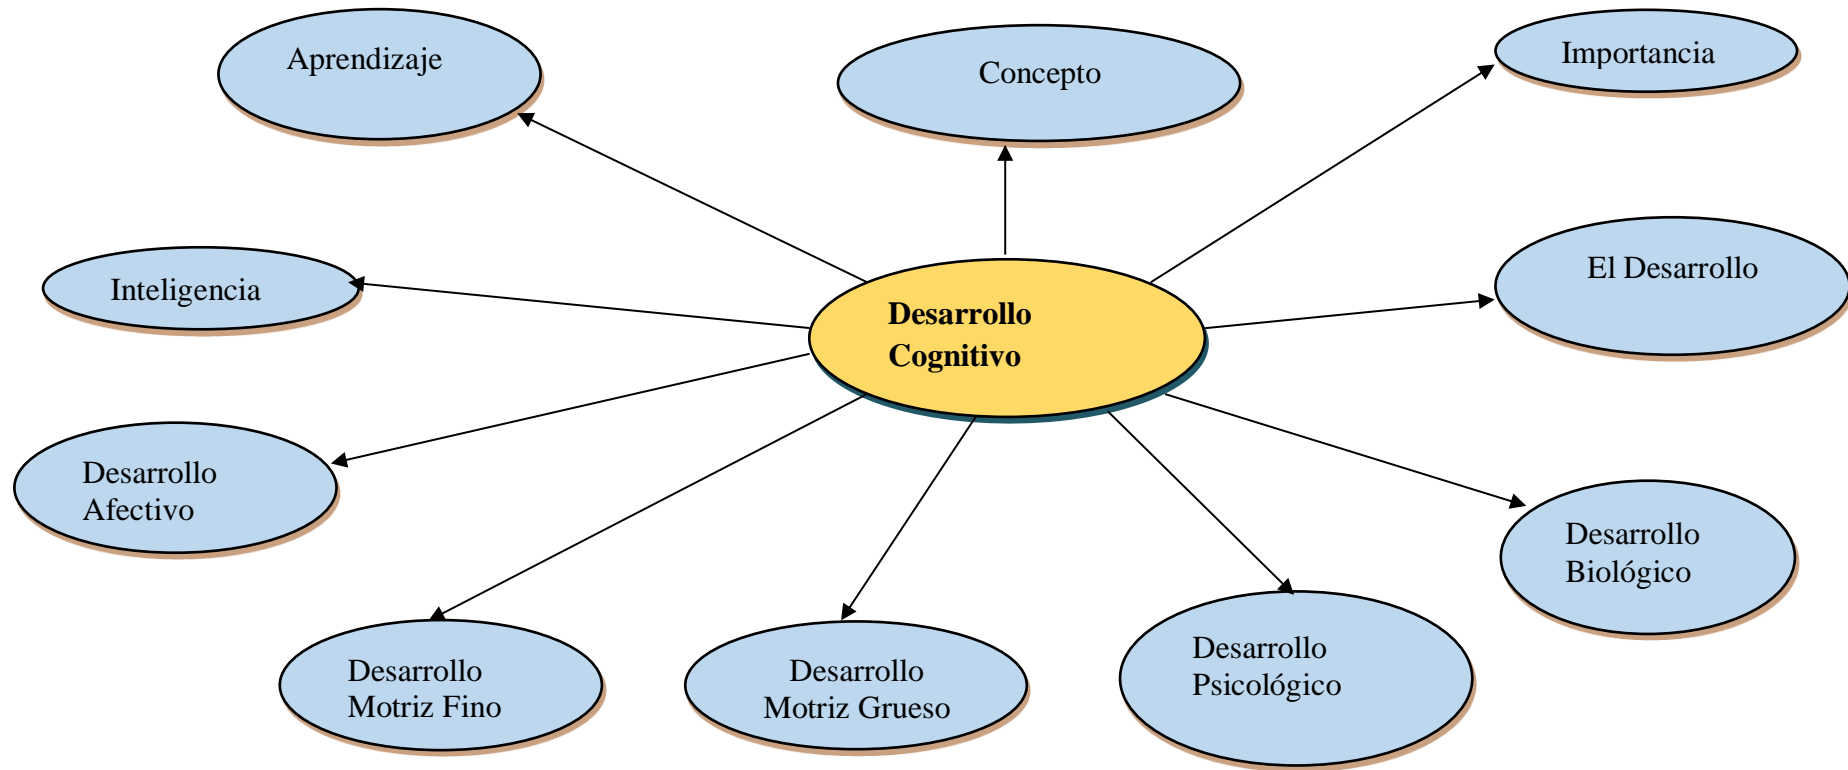 Aprendizaje
Concepto
Importancia
Inteligencia
Desarrollo
Cognitivo
El Desarrollo
Desarrollo
Afectivo
Desarrollo
Biológico
Desarrollo
Motriz Fino
Desarrollo
Motriz Grueso
Desarrollo
Psicológico